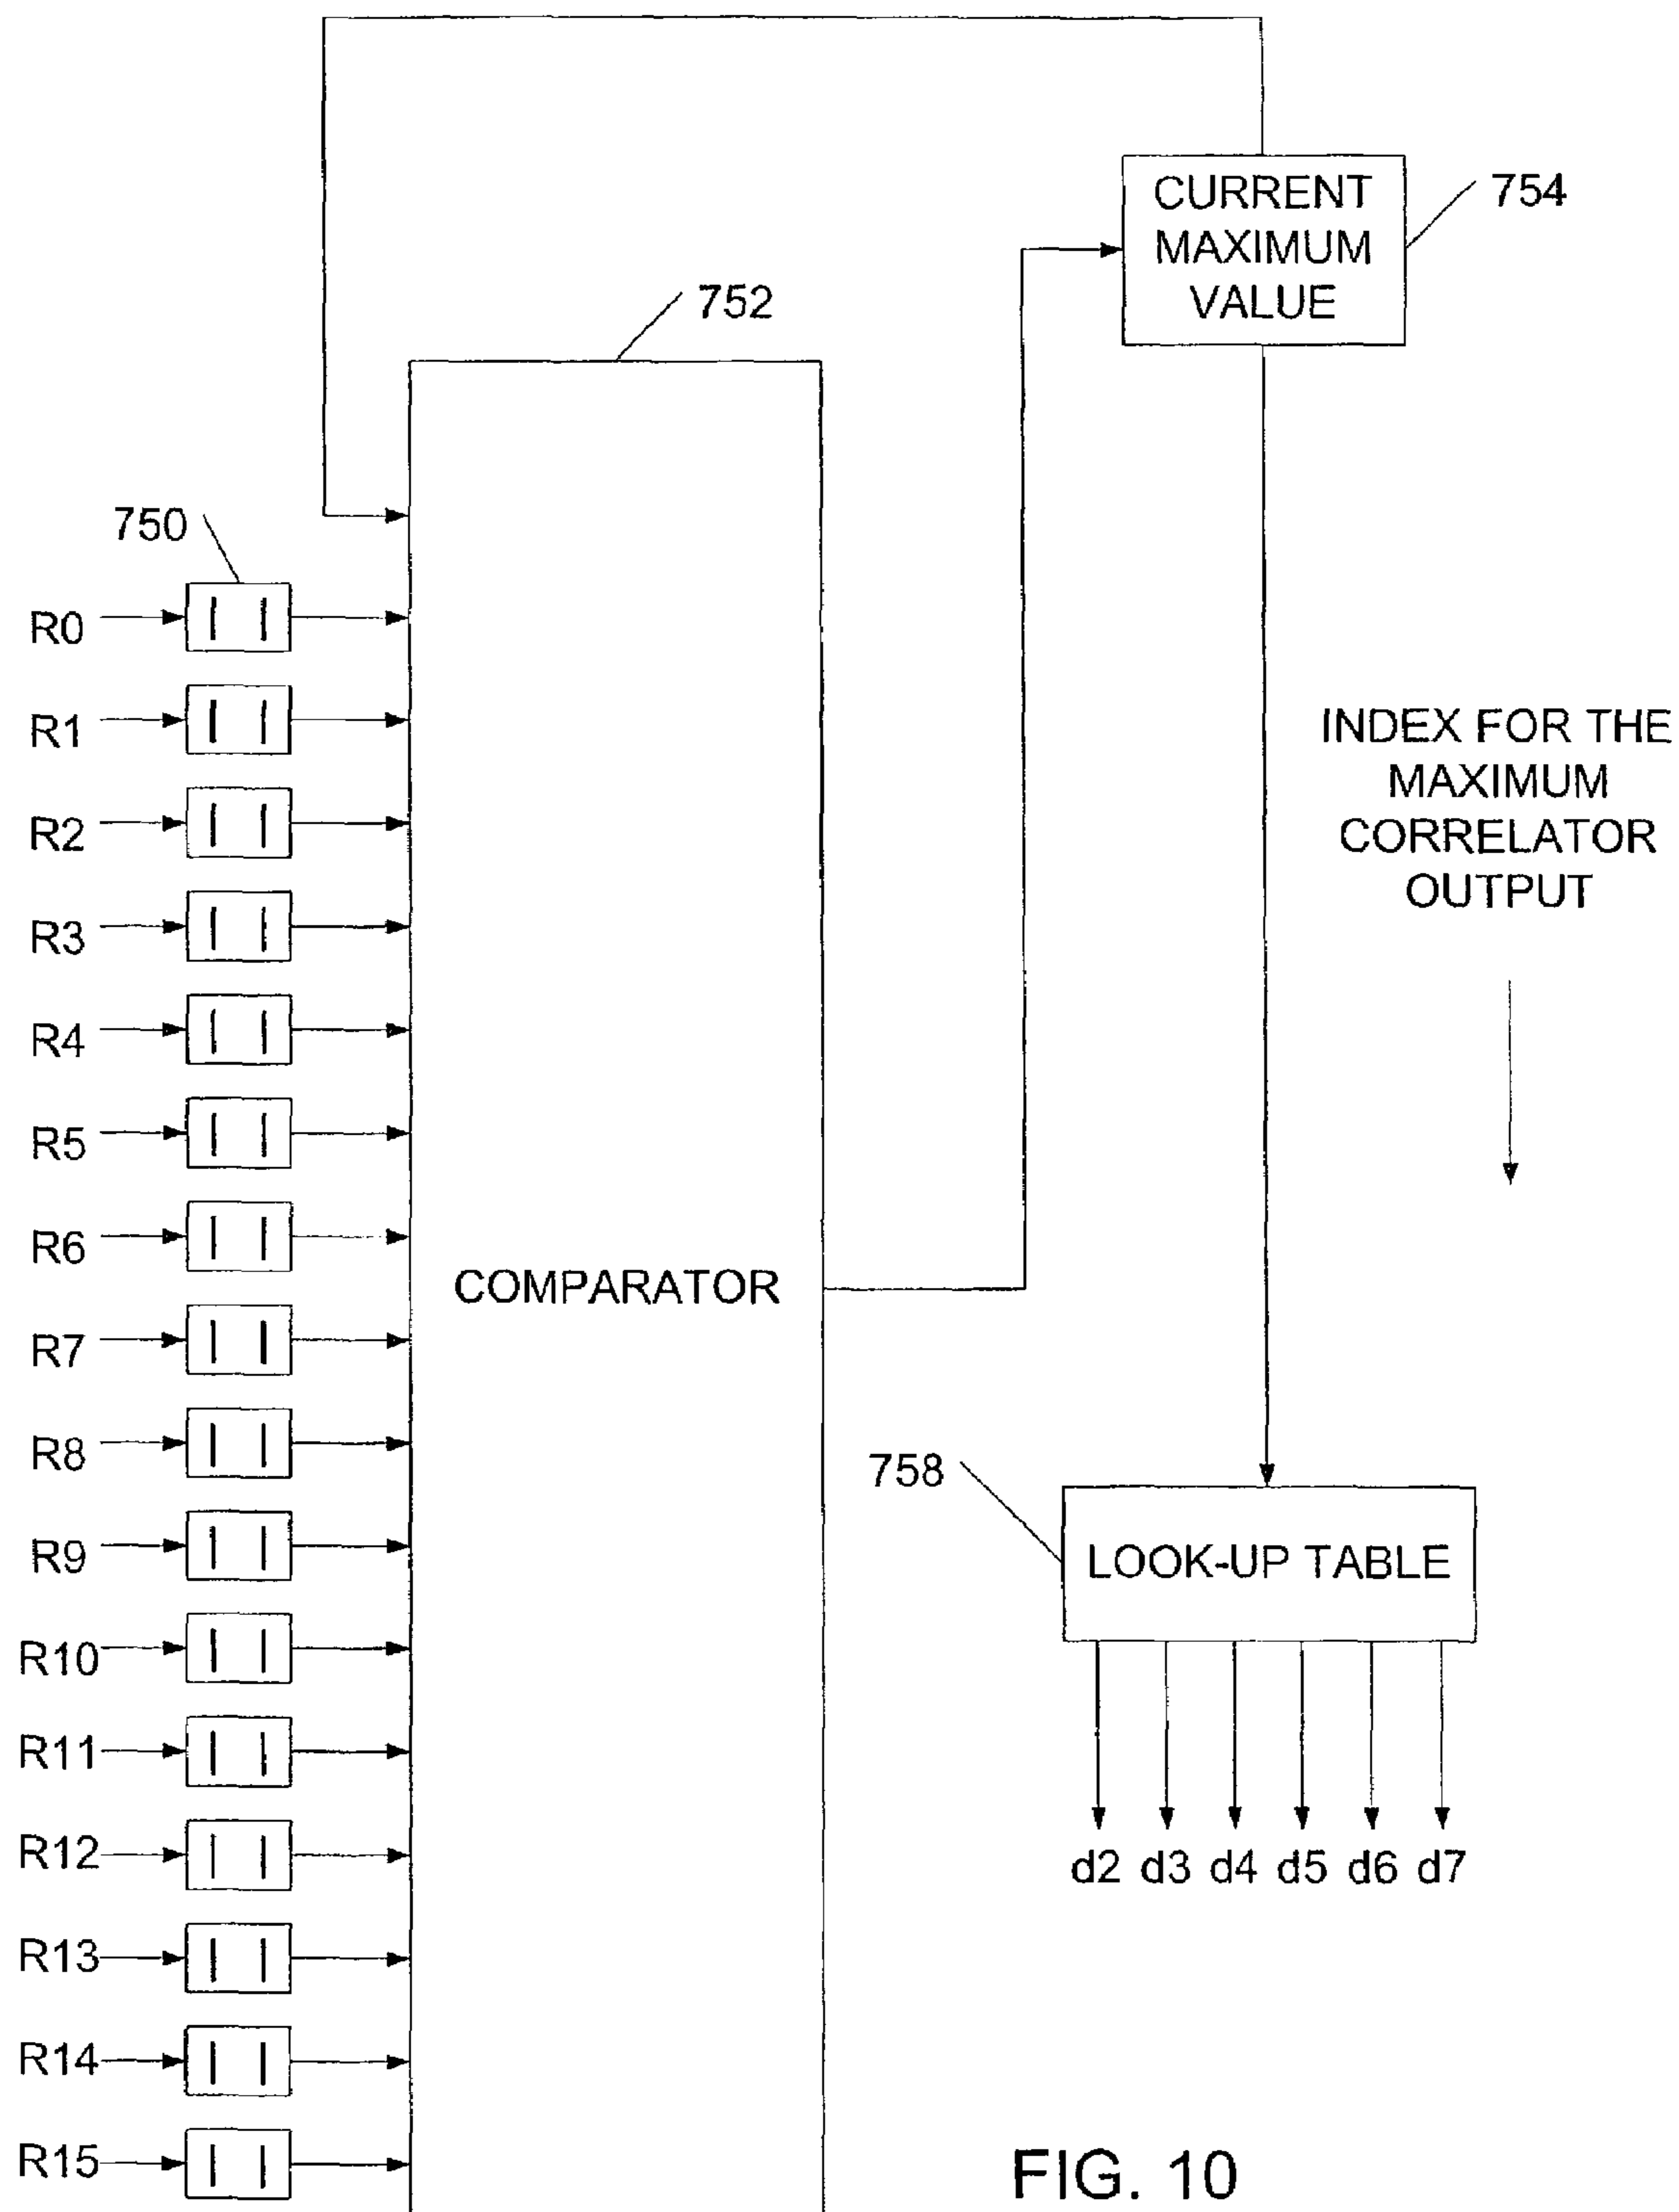 CURRENT
MAXIMUM
VALUE
754
752
750
R0
R1
R2
R3
R4
R5
R6
R7
R8
R9
R10
R11
R12
R13
R14
R15
COMPARATOR
INDEX FOR THE
MAXIMUM
CORRELATOR
OUTPUT
758
LOOK-UP TABLE
d2 d3 d4 d5 d6 d7
FIG. 10